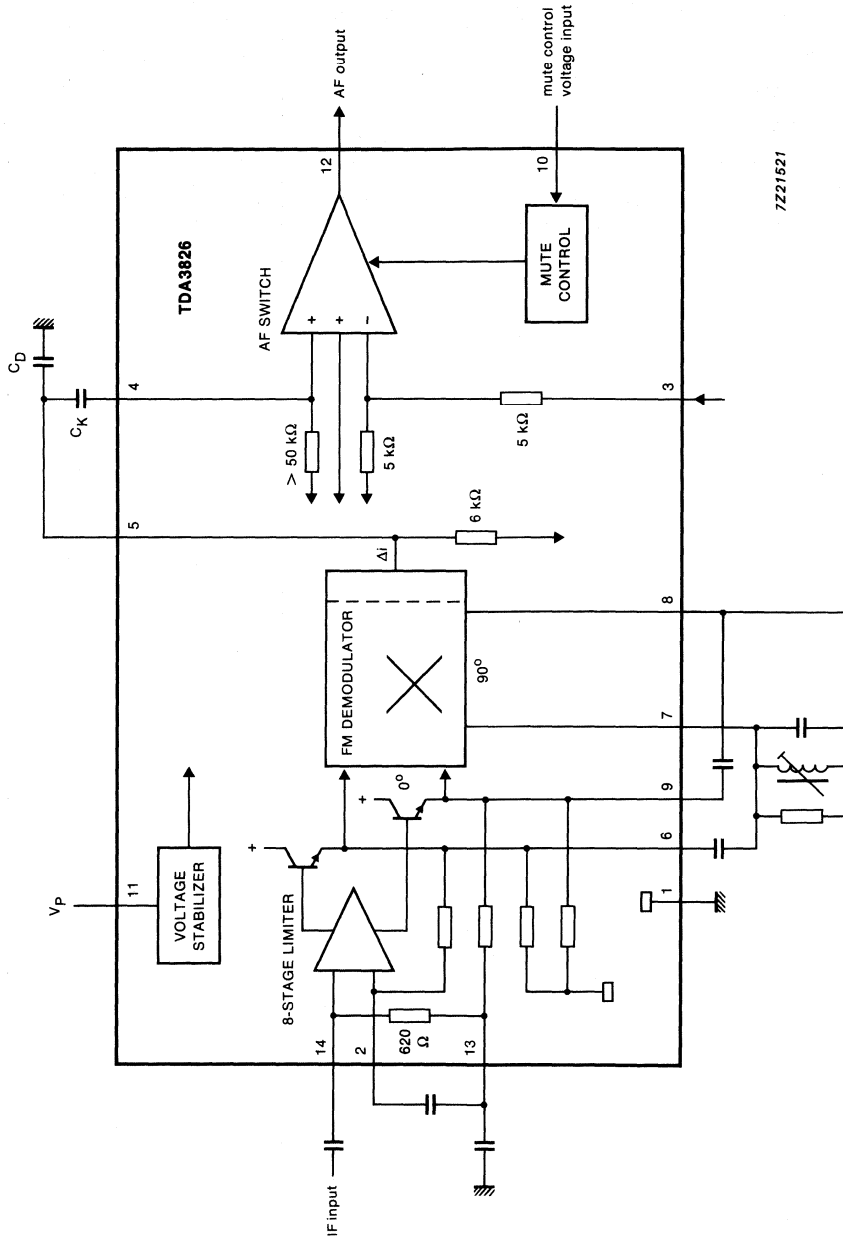 V_P
11
VOLTAGE
STABILIZER
TDA3826
C_D
C_K
4
5
AF output
12
mute control
voltage input
10
AF SWITCH
+
+
−
MUTE
CONTROL
> 50 kΩ
5 kΩ
5 kΩ
3
6 kΩ
Δi
FM DEMODULATOR
0°
90°
+
+
8-STAGE LIMITER
IF input
14
2
13
620
Ω
1
6
9
7
8
7Z21521